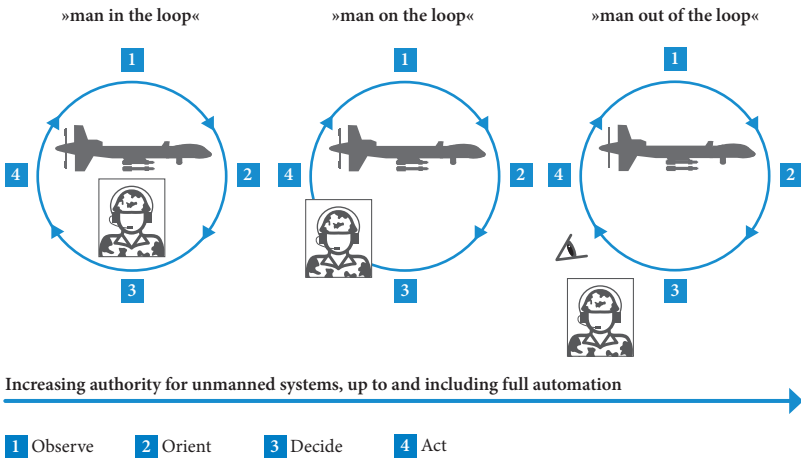 »man in the loop« »man on the loop« »man out of the loop«
1 1 1
4 2 4 2 4 2
3 3 3
Increasing authority for unmanned systems, up to and including full automation
1 Observe 2 Orient 3 Decide 4 Act